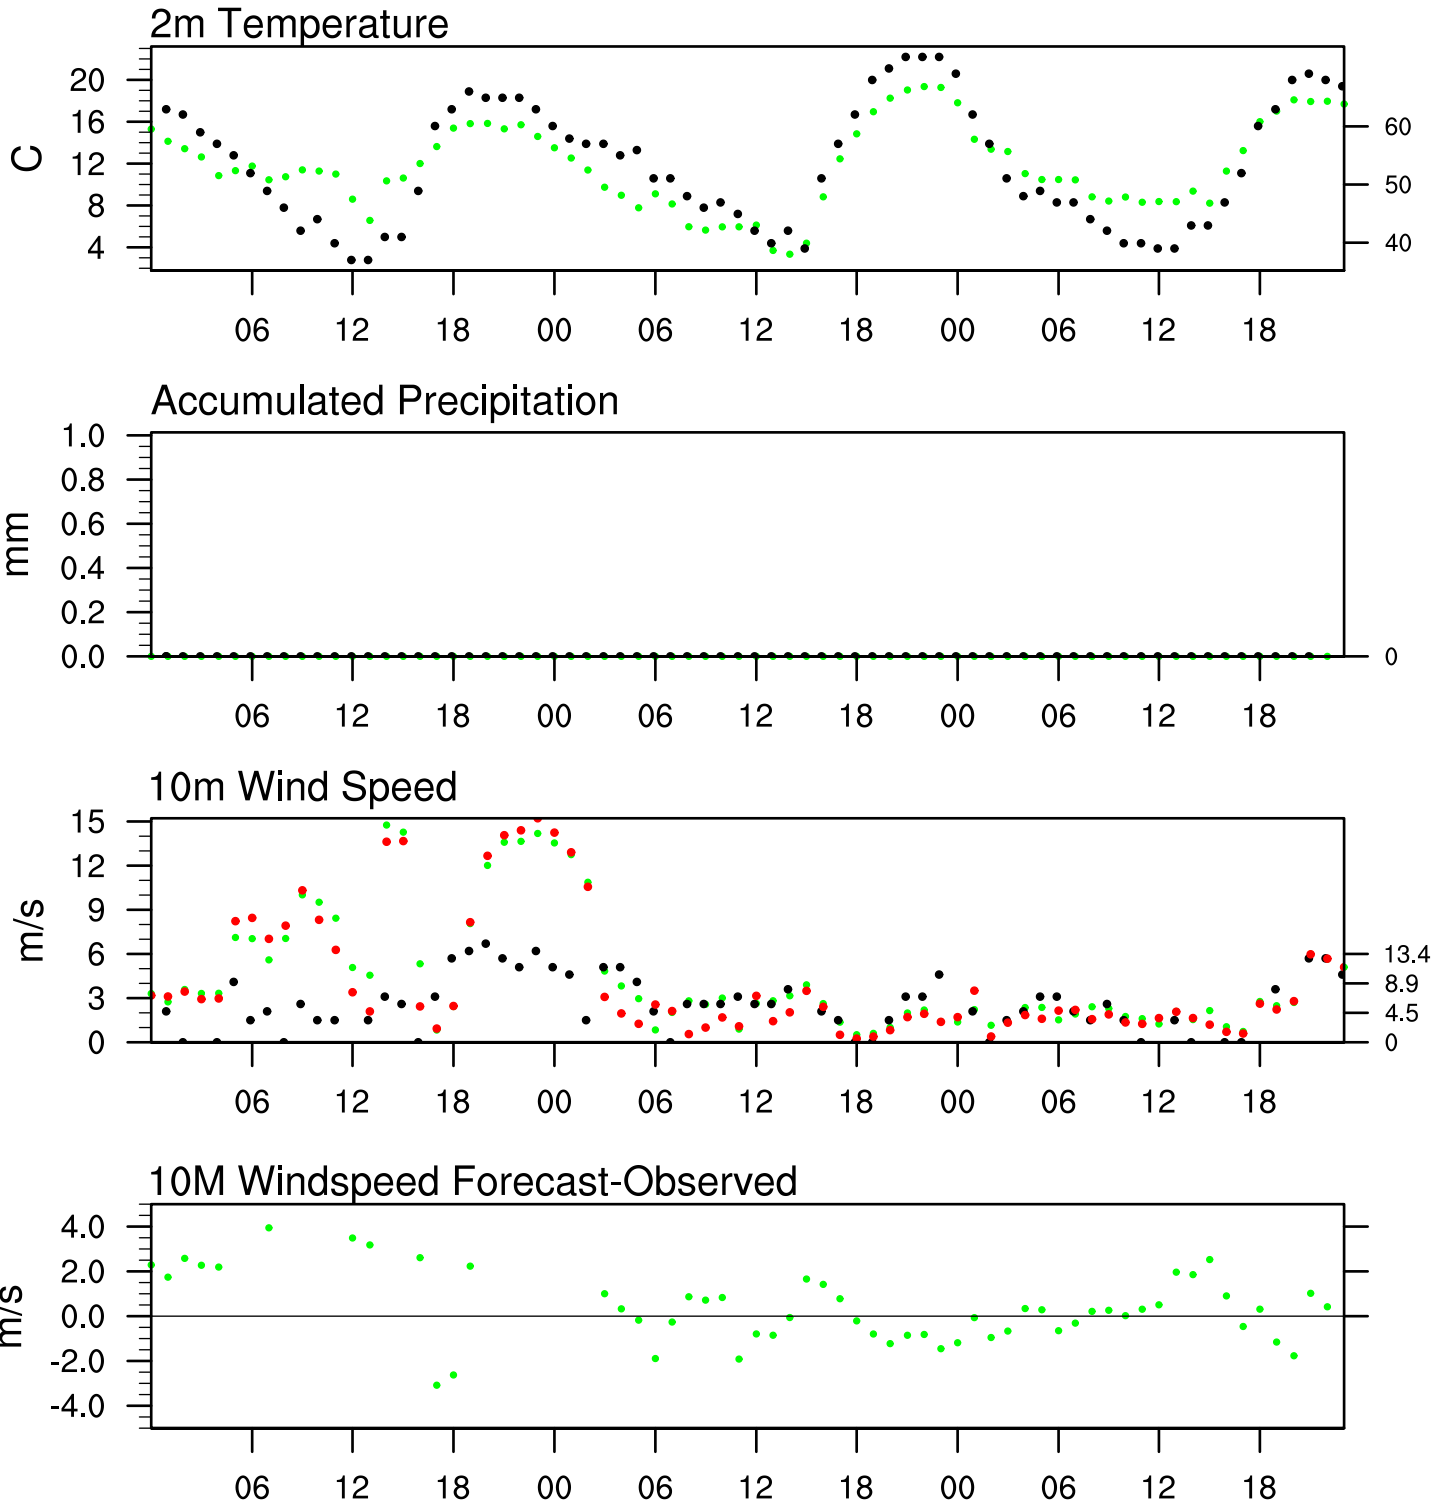 2m Temperature
20
16
12
8
4
C
60
50
40
06 12 18 00 06 12 18 00 06 12 18
Accumulated Precipitation
1.0
0.8
0.6
0.4
0.2
0.0
mm
0
06 12 18 00 06 12 18 00 06 12 18
10m Wind Speed
15
12
9
6
3
0
m/s
13.4
8.9
4.5
0
06 12 18 00 06 12 18 00 06 12 18
10M Windspeed Forecast-Observed
4.0
2.0
0.0
-2.0
-4.0
m/s
06 12 18 00 06 12 18 00 06 12 18